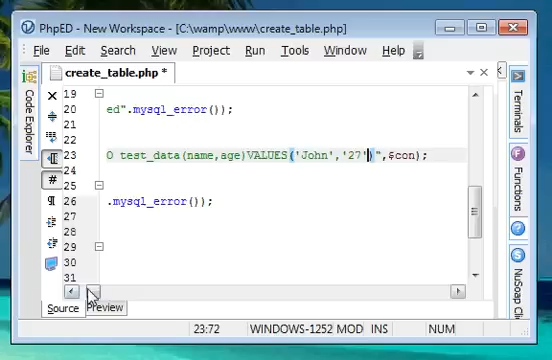 PhpED - New Workspace - [C:\wamp\www\create_table.php]
File Edit Search View Project Run Tools Window Help
create_table.php *
Code Explorer
19
20 ed".mysql_error());
21
22
23 O test_data(name,age)VALUES('John','27')",$con);
24
25
26 .mysql_error());
27
28
29
30
31
Source Preview
23:72 WINDOWS-1252 MOD INS NUM
Terminals
Functions
NuSoap Cli